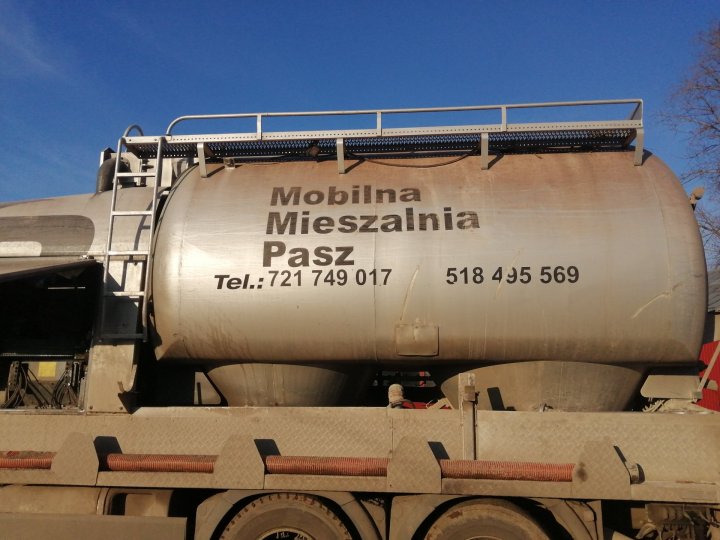 Mobilna
Mieszalnia
Pasz
Tel.: 721 749 017 518 495 569